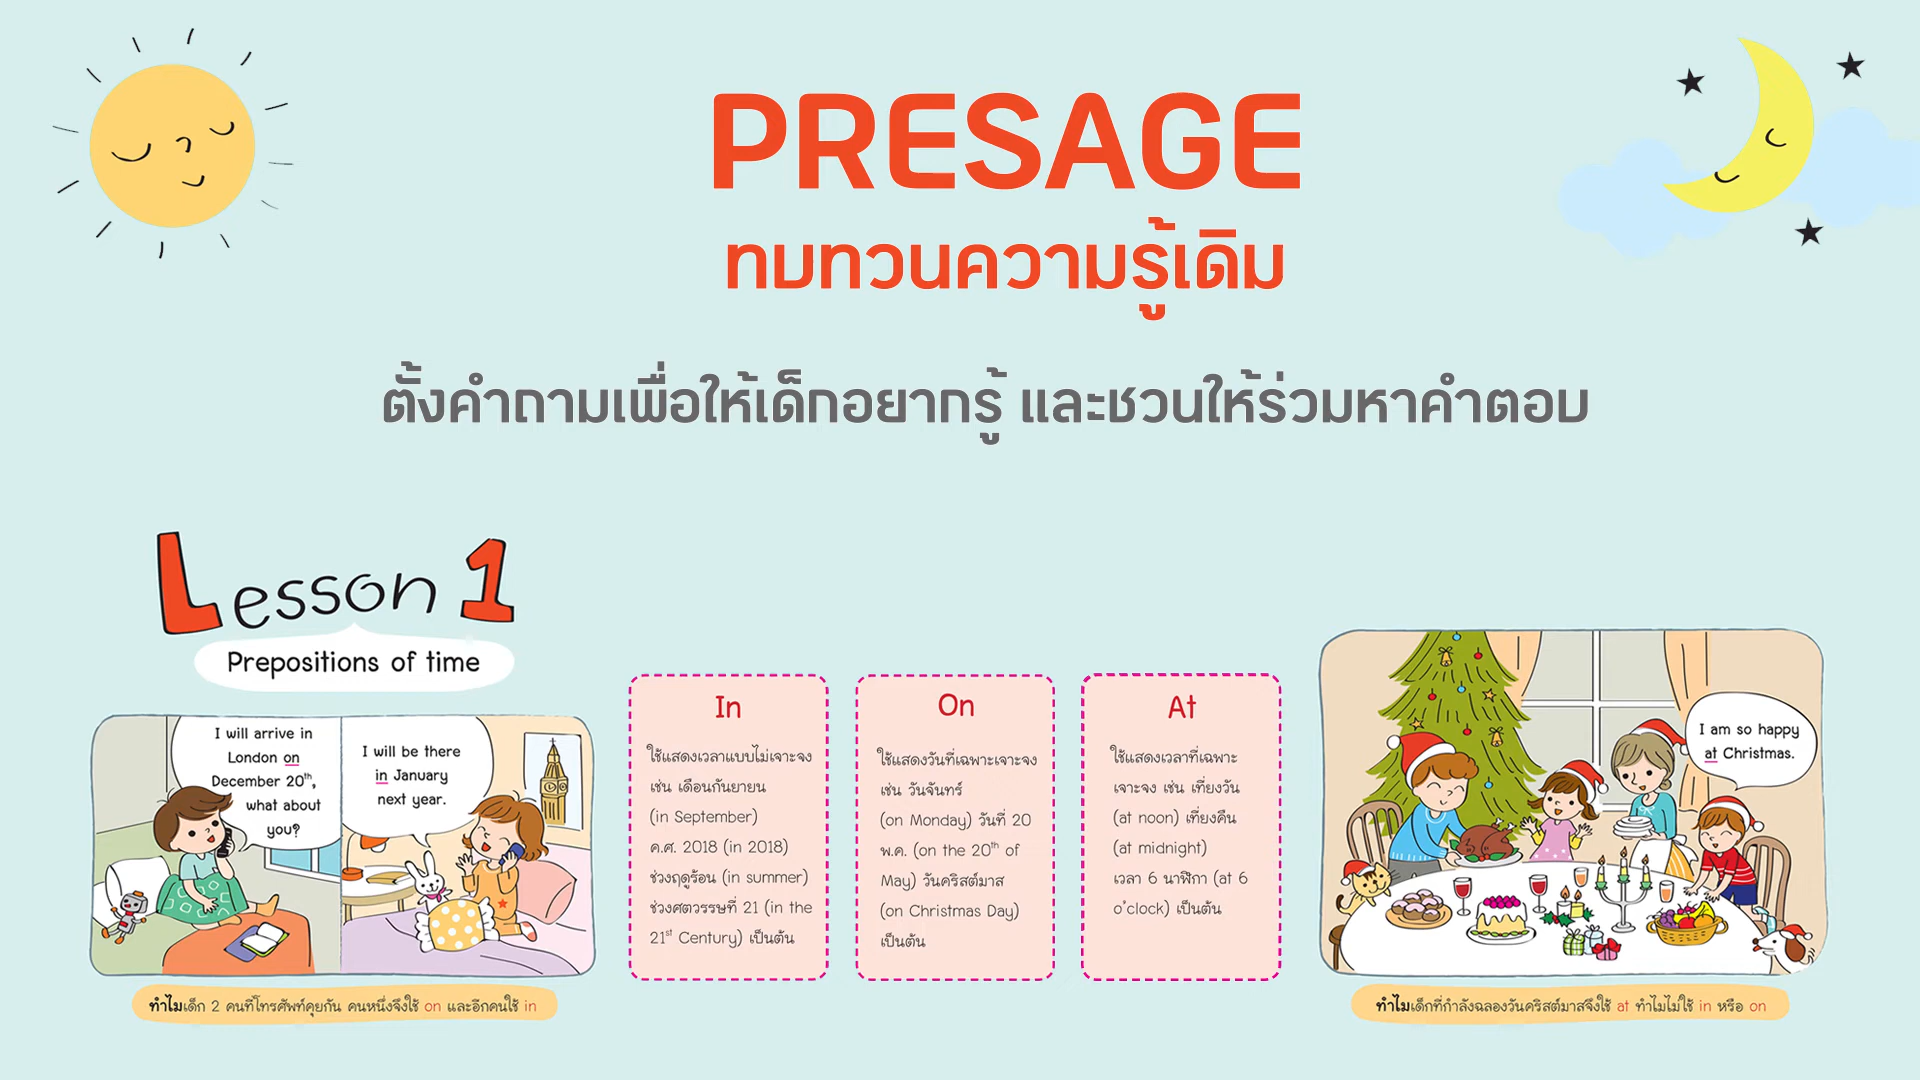 PRESAGE
ทบทวนความรู้เดิม
ตั้งคำถามเพื่อให้เด็กอยากรู้ และชวนให้ร่วมหาคำตอบ
Lesson 1
Prepositions of time
I will arrive in
London on
December 20th,
what about
you?
I will be there
in January
next year.
ทำไมเด็ก 2 คนที่โทรศัพท์คุยกัน คนหนึ่งจึงใช้ on และอีกคนใช้ in
In
ใช้แสดงเวลาแบบไม่เจาะจง
เช่น เดือนกันยายน
(in September)
ค.ศ. 2018 (in 2018)
ช่วงฤดูร้อน (in summer)
ช่วงศตวรรษที่ 21 (in the
21st Century) เป็นต้น
On
ใช้แสดงวันที่เฉพาะเจาะจง
เช่น วันจันทร์
(on Monday) วันที่ 20
พ.ค. (on the 20th of
May) วันคริสต์มาส
(on Christmas Day)
เป็นต้น
At
ใช้แสดงเวลาที่เฉพาะ
เจาะจง เช่น เที่ยงวัน
(at noon) เที่ยงคืน
(at midnight)
เวลา 6 นาฬิกา (at 6
o'clock) เป็นต้น
I am so happy
at Christmas.
ทำไมเด็กที่กำลังฉลองวันคริสต์มาสจึงใช้ at ทำไมไม่ใช้ in หรือ on